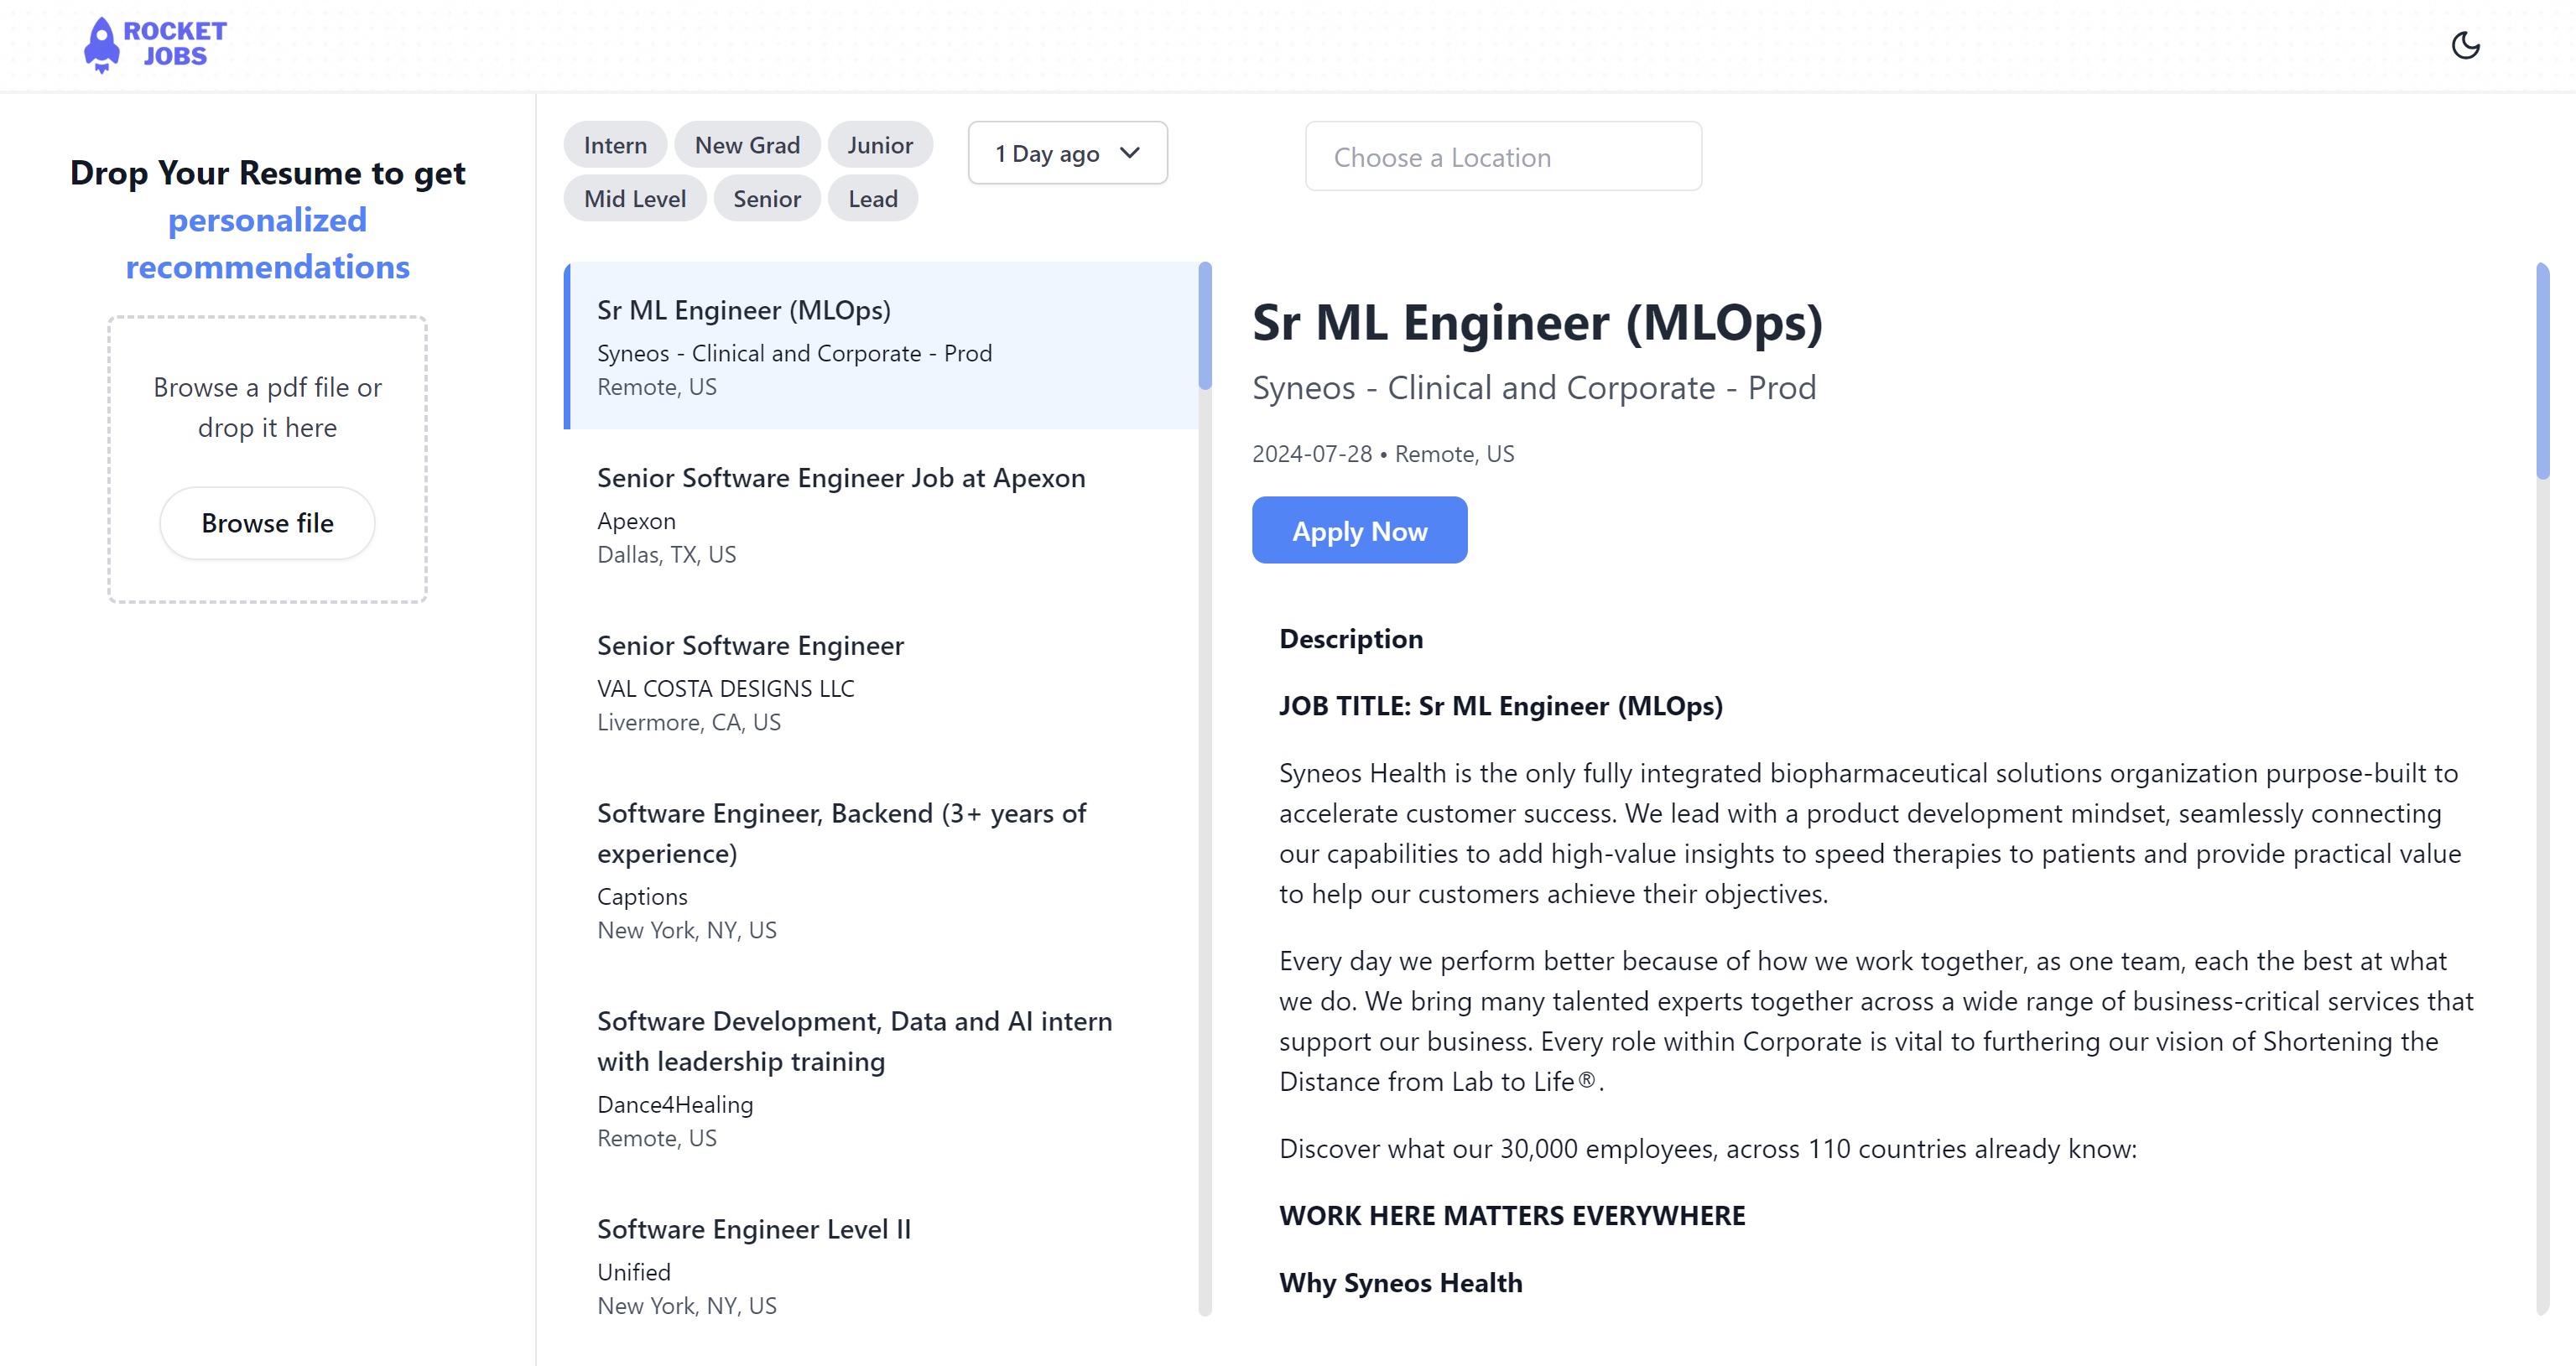 ROCKET
JOBS
Drop Your Resume to get
personalized
recommendations
Browse a pdf file or
drop it here
Browse file
Intern
New Grad
Junior
Mid Level
Senior
Lead
1 Day ago
Choose a Location
Sr ML Engineer (MLOps)
Syneos - Clinical and Corporate - Prod
Remote, US
Senior Software Engineer Job at Apexon
Apexon
Dallas, TX, US
Senior Software Engineer
VAL COSTA DESIGNS LLC
Livermore, CA, US
Software Engineer, Backend (3+ years of
experience)
Captions
New York, NY, US
Software Development, Data and AI intern
with leadership training
Dance4Healing
Remote, US
Software Engineer Level II
Unified
New York, NY, US
Sr ML Engineer (MLOps)
Syneos - Clinical and Corporate - Prod
2024-07-28 • Remote, US
Apply Now
Description
JOB TITLE: Sr ML Engineer (MLOps)
Syneos Health is the only fully integrated biopharmaceutical solutions organization purpose-built to
accelerate customer success. We lead with a product development mindset, seamlessly connecting
our capabilities to add high-value insights to speed therapies to patients and provide practical value
to help our customers achieve their objectives.
Every day we perform better because of how we work together, as one team, each the best at what
we do. We bring many talented experts together across a wide range of business-critical services that
support our business. Every role within Corporate is vital to furthering our vision of Shortening the
Distance from Lab to Life®.
Discover what our 30,000 employees, across 110 countries already know:
WORK HERE MATTERS EVERYWHERE
Why Syneos Health